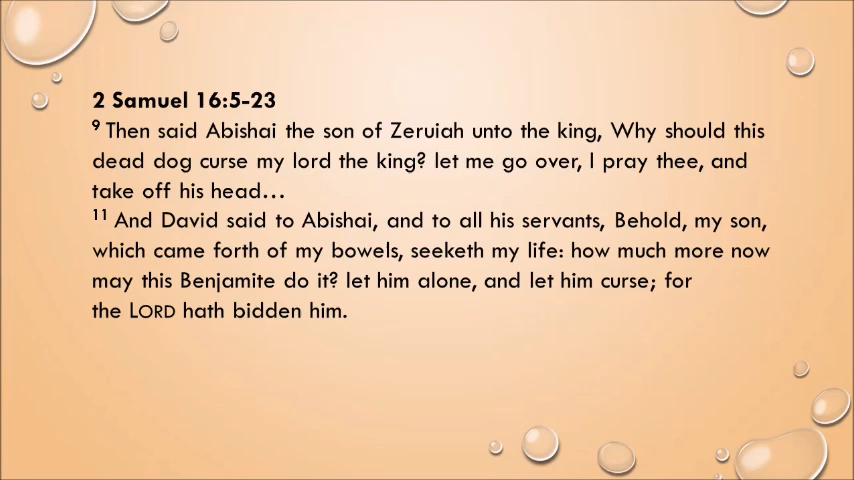 2 Samuel 16:5-23
9 Then said Abishai the son of Zeruiah unto the king, Why should this
dead dog curse my lord the king? let me go over, I pray thee, and
take off his head…
11 And David said to Abishai, and to all his servants, Behold, my son,
which came forth of my bowels, seeketh my life: how much more now
may this Benjamite do it? let him alone, and let him curse; for
the LORD hath bidden him.